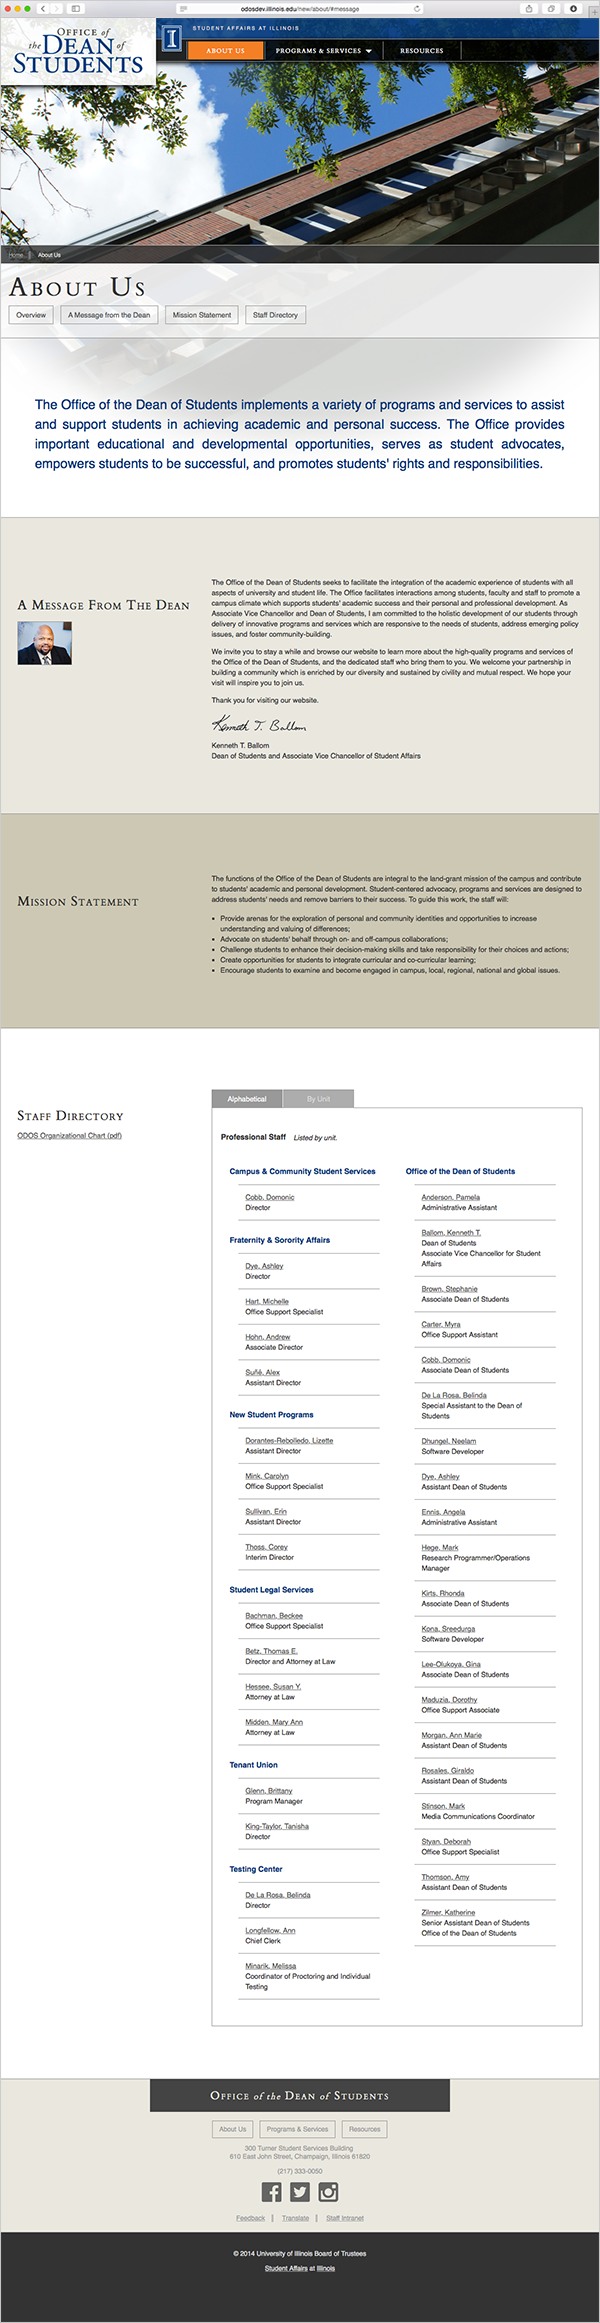 odosdev.illinois.edu/new/about/#message
OFFICE of
the DEAN of
STUDENTS
I
STUDENT AFFAIRS AT ILLINOIS
ABOUT US
PROGRAMS & SERVICES
RESOURCES
Home | About Us
ABOUT US
Overview
A Message from the Dean
Mission Statement
Staff Directory
The Office of the Dean of Students implements a variety of programs and services to assist
and support students in achieving academic and personal success. The Office provides
important educational and developmental opportunities, serves as student advocates,
empowers students to be successful, and promotes students' rights and responsibilities.
A MESSAGE FROM THE DEAN
The Office of the Dean of Students seeks to facilitate the integration of the academic experience of students with all
aspects of university and student life. The Office facilitates interactions among students, faculty and staff to promote a
campus climate which supports students' academic success and their personal and professional development. As
Associate Vice Chancellor and Dean of Students, I am committed to the holistic development of our students through
delivery of innovative programs and services which are responsive to the needs of students, address emerging policy
issues, and foster community-building.
We invite you to stay a while and browse our website to learn more about the high-quality programs and services of
the Office of the Dean of Students, and the dedicated staff who bring them to you. We welcome your partnership in
building a community which is enriched by our diversity and sustained by civility and mutual respect. We hope your
visit will inspire you to join us.
Thank you for visiting our website.
Kenneth T. Ballom
Kenneth T. Ballom
Dean of Students and Associate Vice Chancellor of Student Affairs
MISSION STATEMENT
The functions of the Office of the Dean of Students are integral to the land-grant mission of the campus and contribute
to students' academic and personal development. Student-centered advocacy, programs and services are designed to
address students' needs and remove barriers to their success. To guide this work, the staff will:
• Provide arenas for the exploration of personal and community identities and opportunities to increase
understanding and valuing of differences;
• Advocate on students' behalf through on- and off-campus collaborations;
• Challenge students to enhance their decision-making skills and take responsibility for their choices and actions;
• Create opportunities for students to integrate curricular and co-curricular learning;
• Encourage students to examine and become engaged in campus, local, regional, national and global issues.
STAFF DIRECTORY
ODOS Organizational Chart (pdf)
Alphabetical
By Unit
Professional Staff Listed by unit.
Campus & Community Student Services
Cobb, Domonic
Director
Fraternity & Sorority Affairs
Dye, Ashley
Director
Hart, Michelle
Office Support Specialist
Hohn, Andrew
Associate Director
Suñé, Alex
Assistant Director
New Student Programs
Dorantes-Rebolledo, Lizette
Assistant Director
Mink, Carolyn
Office Support Specialist
Sullivan, Erin
Assistant Director
Thoss, Corey
Interim Director
Student Legal Services
Bachman, Beckee
Office Support Specialist
Betz, Thomas E.
Director and Attorney at Law
Hessee, Susan Y.
Attorney at Law
Midden, Mary Ann
Attorney at Law
Tenant Union
Glenn, Brittany
Program Manager
King-Taylor, Tanisha
Director
Testing Center
De La Rosa, Belinda
Director
Longfellow, Ann
Chief Clerk
Minarik, Melissa
Coordinator of Proctoring and Individual
Testing
Office of the Dean of Students
Anderson, Pamela
Administrative Assistant
Ballom, Kenneth T.
Dean of Students
Associate Vice Chancellor for Student
Affairs
Brown, Stephanie
Associate Dean of Students
Carter, Myra
Office Support Assistant
Cobb, Domonic
Associate Dean of Students
De La Rosa, Belinda
Special Assistant to the Dean of
Students
Dhungel, Neelam
Software Developer
Dye, Ashley
Assistant Dean of Students
Ennis, Angela
Administrative Assistant
Hege, Mark
Research Programmer/Operations
Manager
Kirts, Rhonda
Associate Dean of Students
Kona, Sreedurga
Software Developer
Lee-Olukoya, Gina
Associate Dean of Students
Maduzia, Dorothy
Office Support Associate
Morgan, Ann Marie
Assistant Dean of Students
Rosales, Giraldo
Assistant Dean of Students
Stinson, Mark
Media Communications Coordinator
Styan, Deborah
Office Support Specialist
Thomson, Amy
Assistant Dean of Students
Zilmer, Katherine
Senior Assistant Dean of Students
Office of the Dean of Students
OFFICE of the DEAN of STUDENTS
About Us
Programs & Services
Resources
300 Turner Student Services Building
610 East John Street, Champaign, Illinois 61820
(217) 333-0050
Feedback | Translate | Staff Intranet
© 2014 University of Illinois Board of Trustees
Student Affairs at Illinois